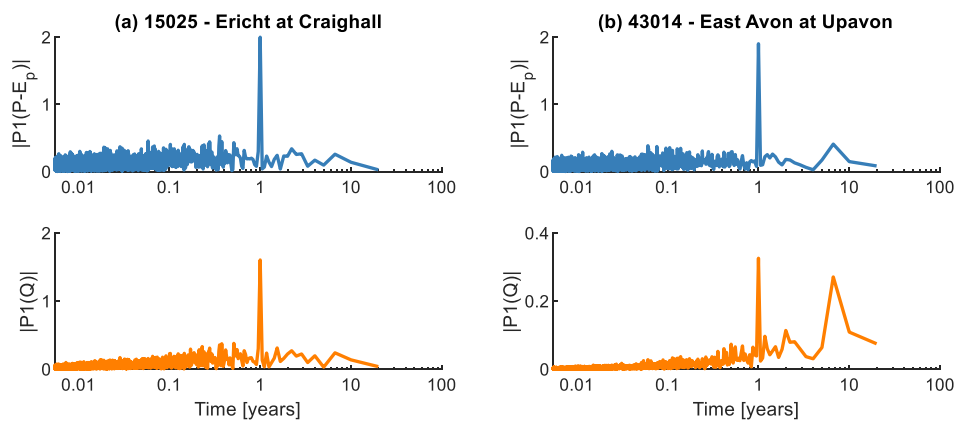 (a) 15025 - Ericht at Craighall
|P1(P-Ep)|
2
1
0
0.01 0.1 1 10 100
(b) 43014 - East Avon at Upavon
|P1(P-Ep)|
2
1
0
0.01 0.1 1 10 100
|P1(Q)|
2
1
0
0.01 0.1 1 10 100
Time [years]
|P1(Q)|
0.4
0.2
0
0.01 0.1 1 10 100
Time [years]